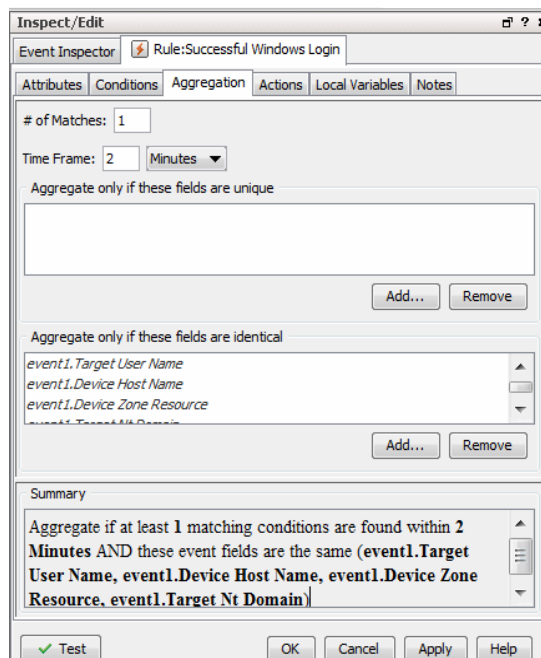 Inspect/Edit
Event Inspector Rule:Successful Windows Login
Attributes Conditions Aggregation Actions Local Variables Notes
# of Matches: 1
Time Frame: 2 Minutes
Aggregate only if these fields are unique
Add... Remove
Aggregate only if these fields are identical
event1.Target User Name
event1.Device Host Name
event1.Device Zone Resource
event1.Target Nt Domain
Add... Remove
Summary
Aggregate if at least 1 matching conditions are found within 2
Minutes AND these event fields are the same (event1.Target
User Name, event1.Device Host Name, event1.Device Zone
Resource, event1.Target Nt Domain)
Test OK Cancel Apply Help